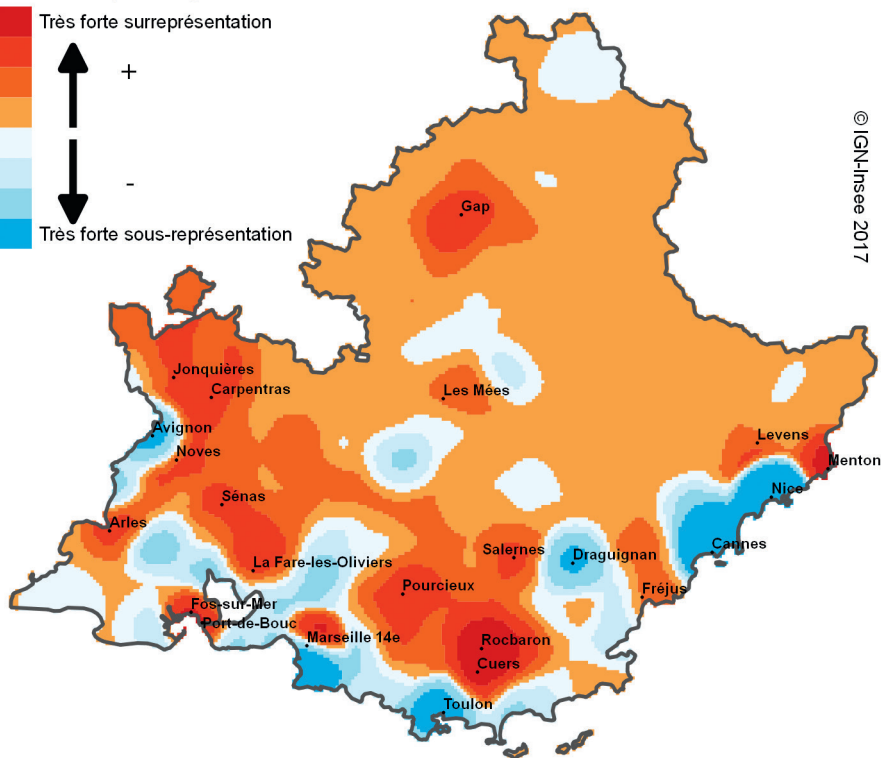 Très forte surreprésentation
+
-
Très forte sous-représentation
© IGN-Insee 2017
Gap
Jonquières
Carpentras
Les Mées
Avignon
Levens
Noves
Menton
Nice
Sénas
Arles
Cannes
Salernes
Draguignan
La Fare-les-Oliviers
Pourcieux
Fréjus
Fos-sur-Mer
Port-de-Bouc
Marseille 14e
Rocbaron
Cuers
Toulon